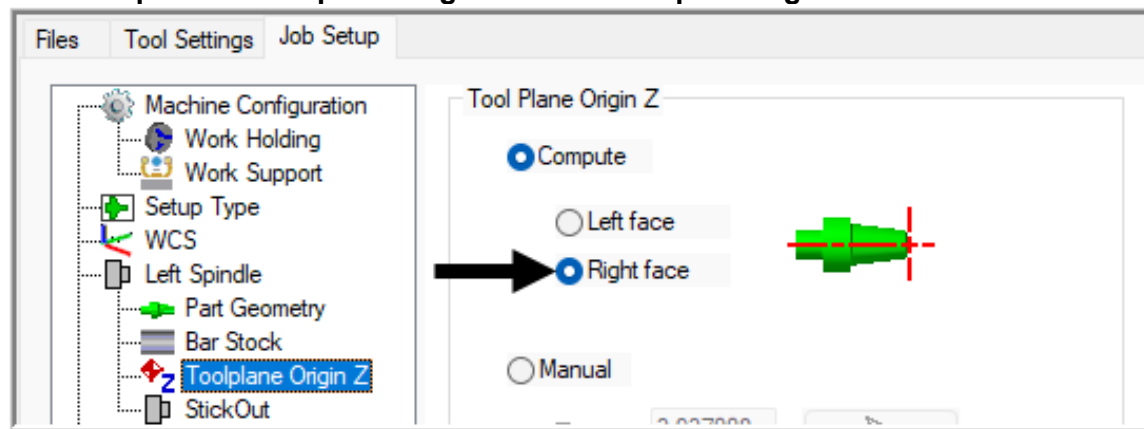 Files Tool Settings Job Setup
Machine Configuration
Work Holding
Work Support
Setup Type
WCS
Left Spindle
Part Geometry
Bar Stock
Toolplane Origin Z
StickOut
Tool Plane Origin Z
Compute
Left face
Right face
Manual